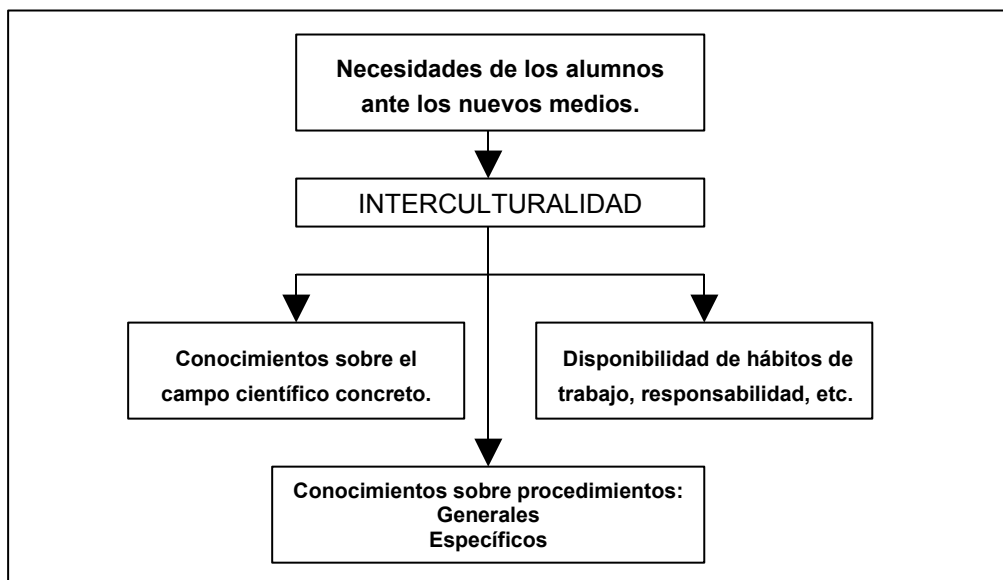 Necesidades de los alumnos
ante los nuevos medios.
INTERCULTURALIDAD
Conocimientos sobre el
campo científico concreto.
Disponibilidad de hábitos de
trabajo, responsabilidad, etc.
Conocimientos sobre procedimientos:
Generales
Específicos